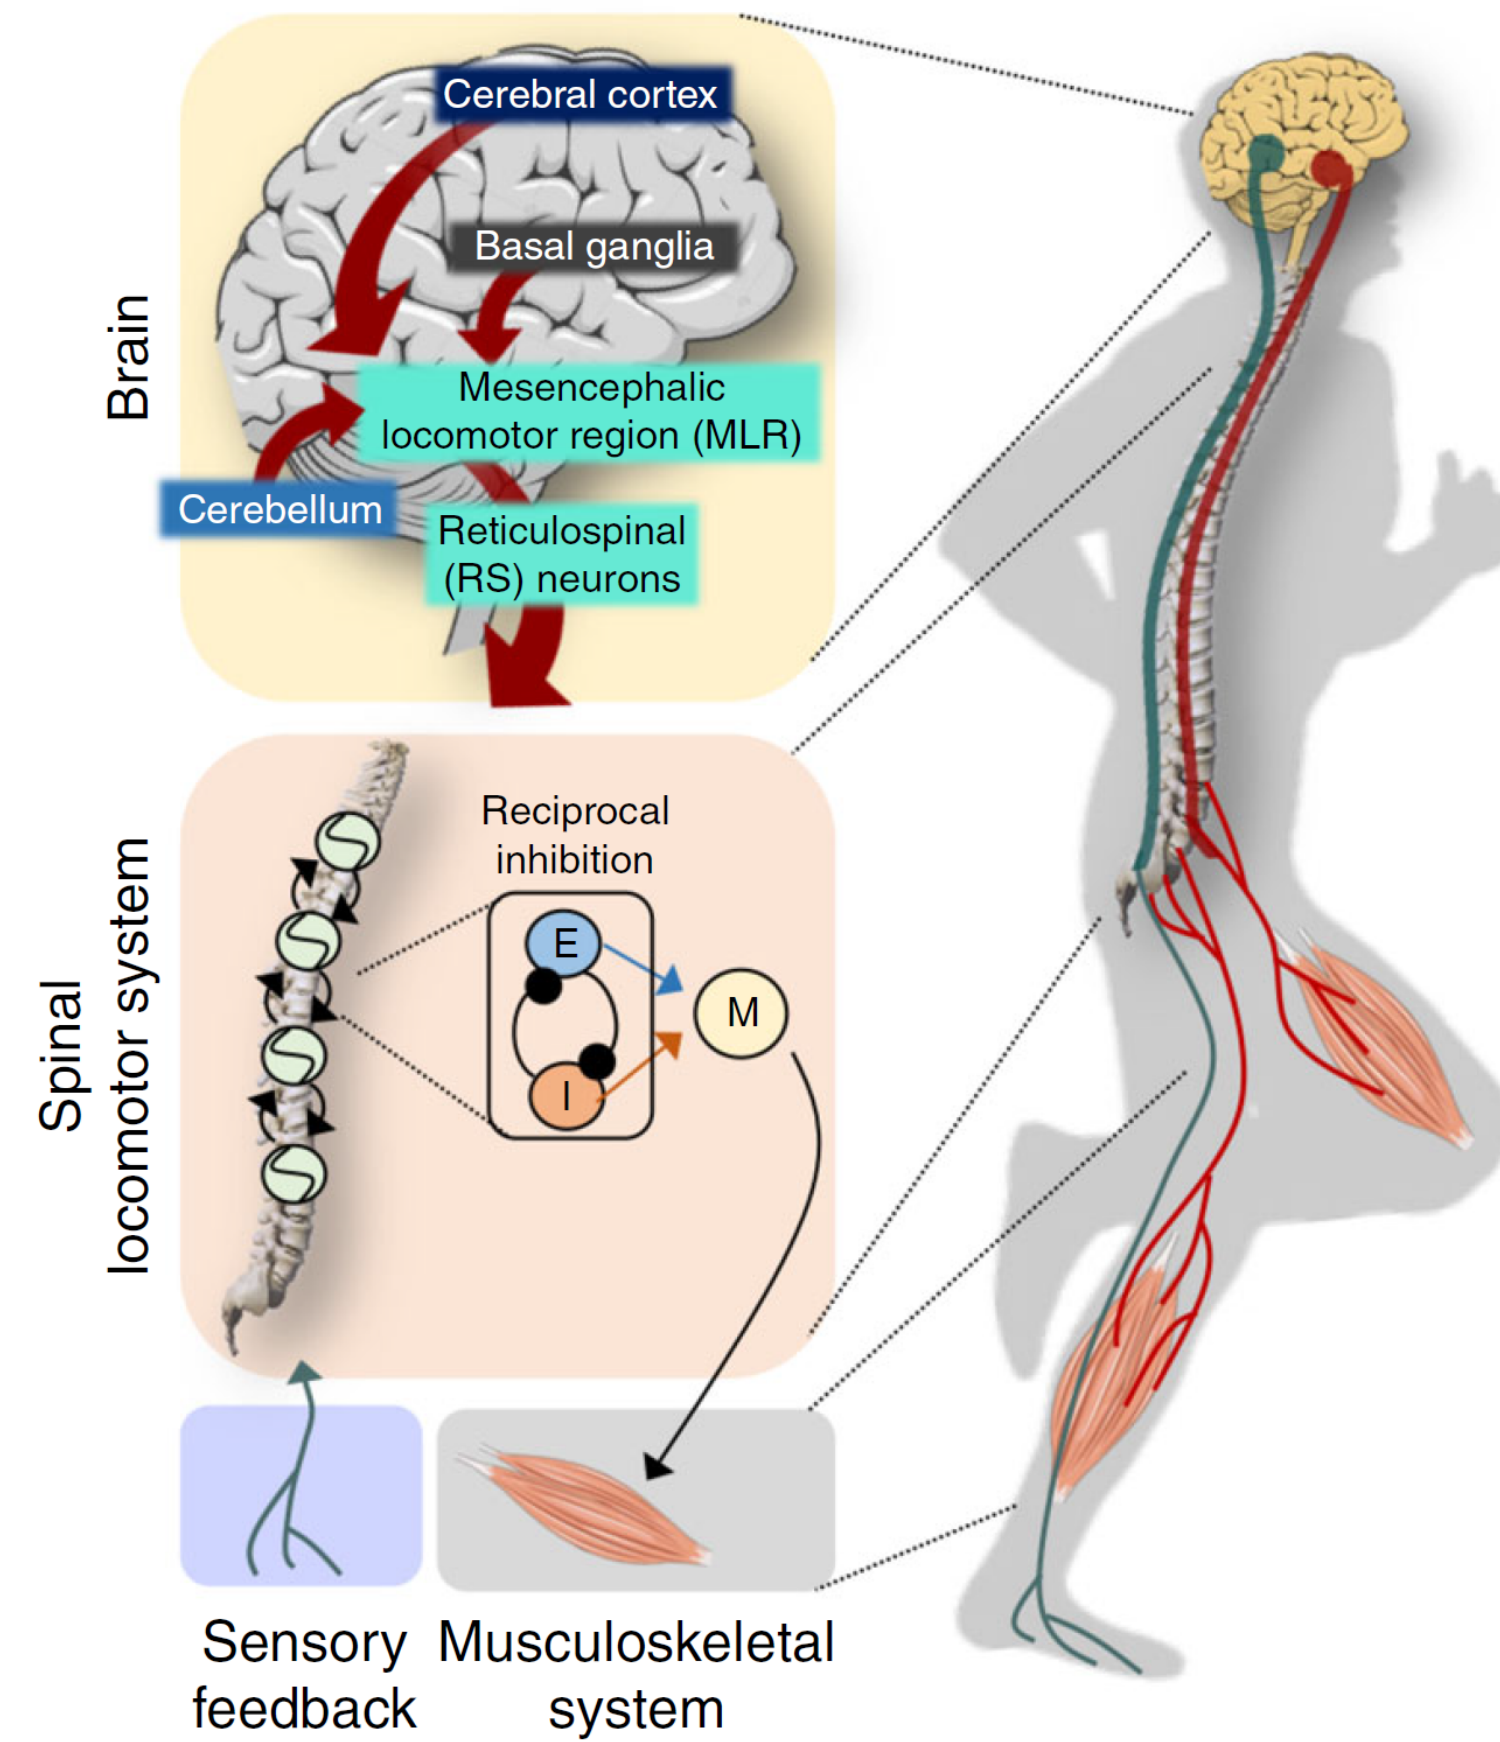 Brain
Cerebral cortex
Basal ganglia
Mesencephalic
locomotor region (MLR)
Cerebellum
Reticulospinal
(RS) neurons
Spinal
locomotor system
Reciprocal
inhibition
E
M
I
Sensory
feedback
Musculoskeletal
system